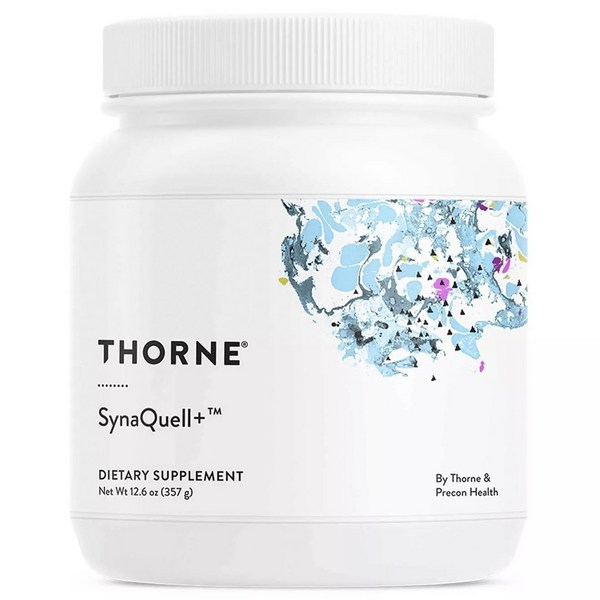 THORNE®
SynaQuell+™
DIETARY SUPPLEMENT
Net Wt 12.6 oz (357 g)
By Thorne &
Precon Health